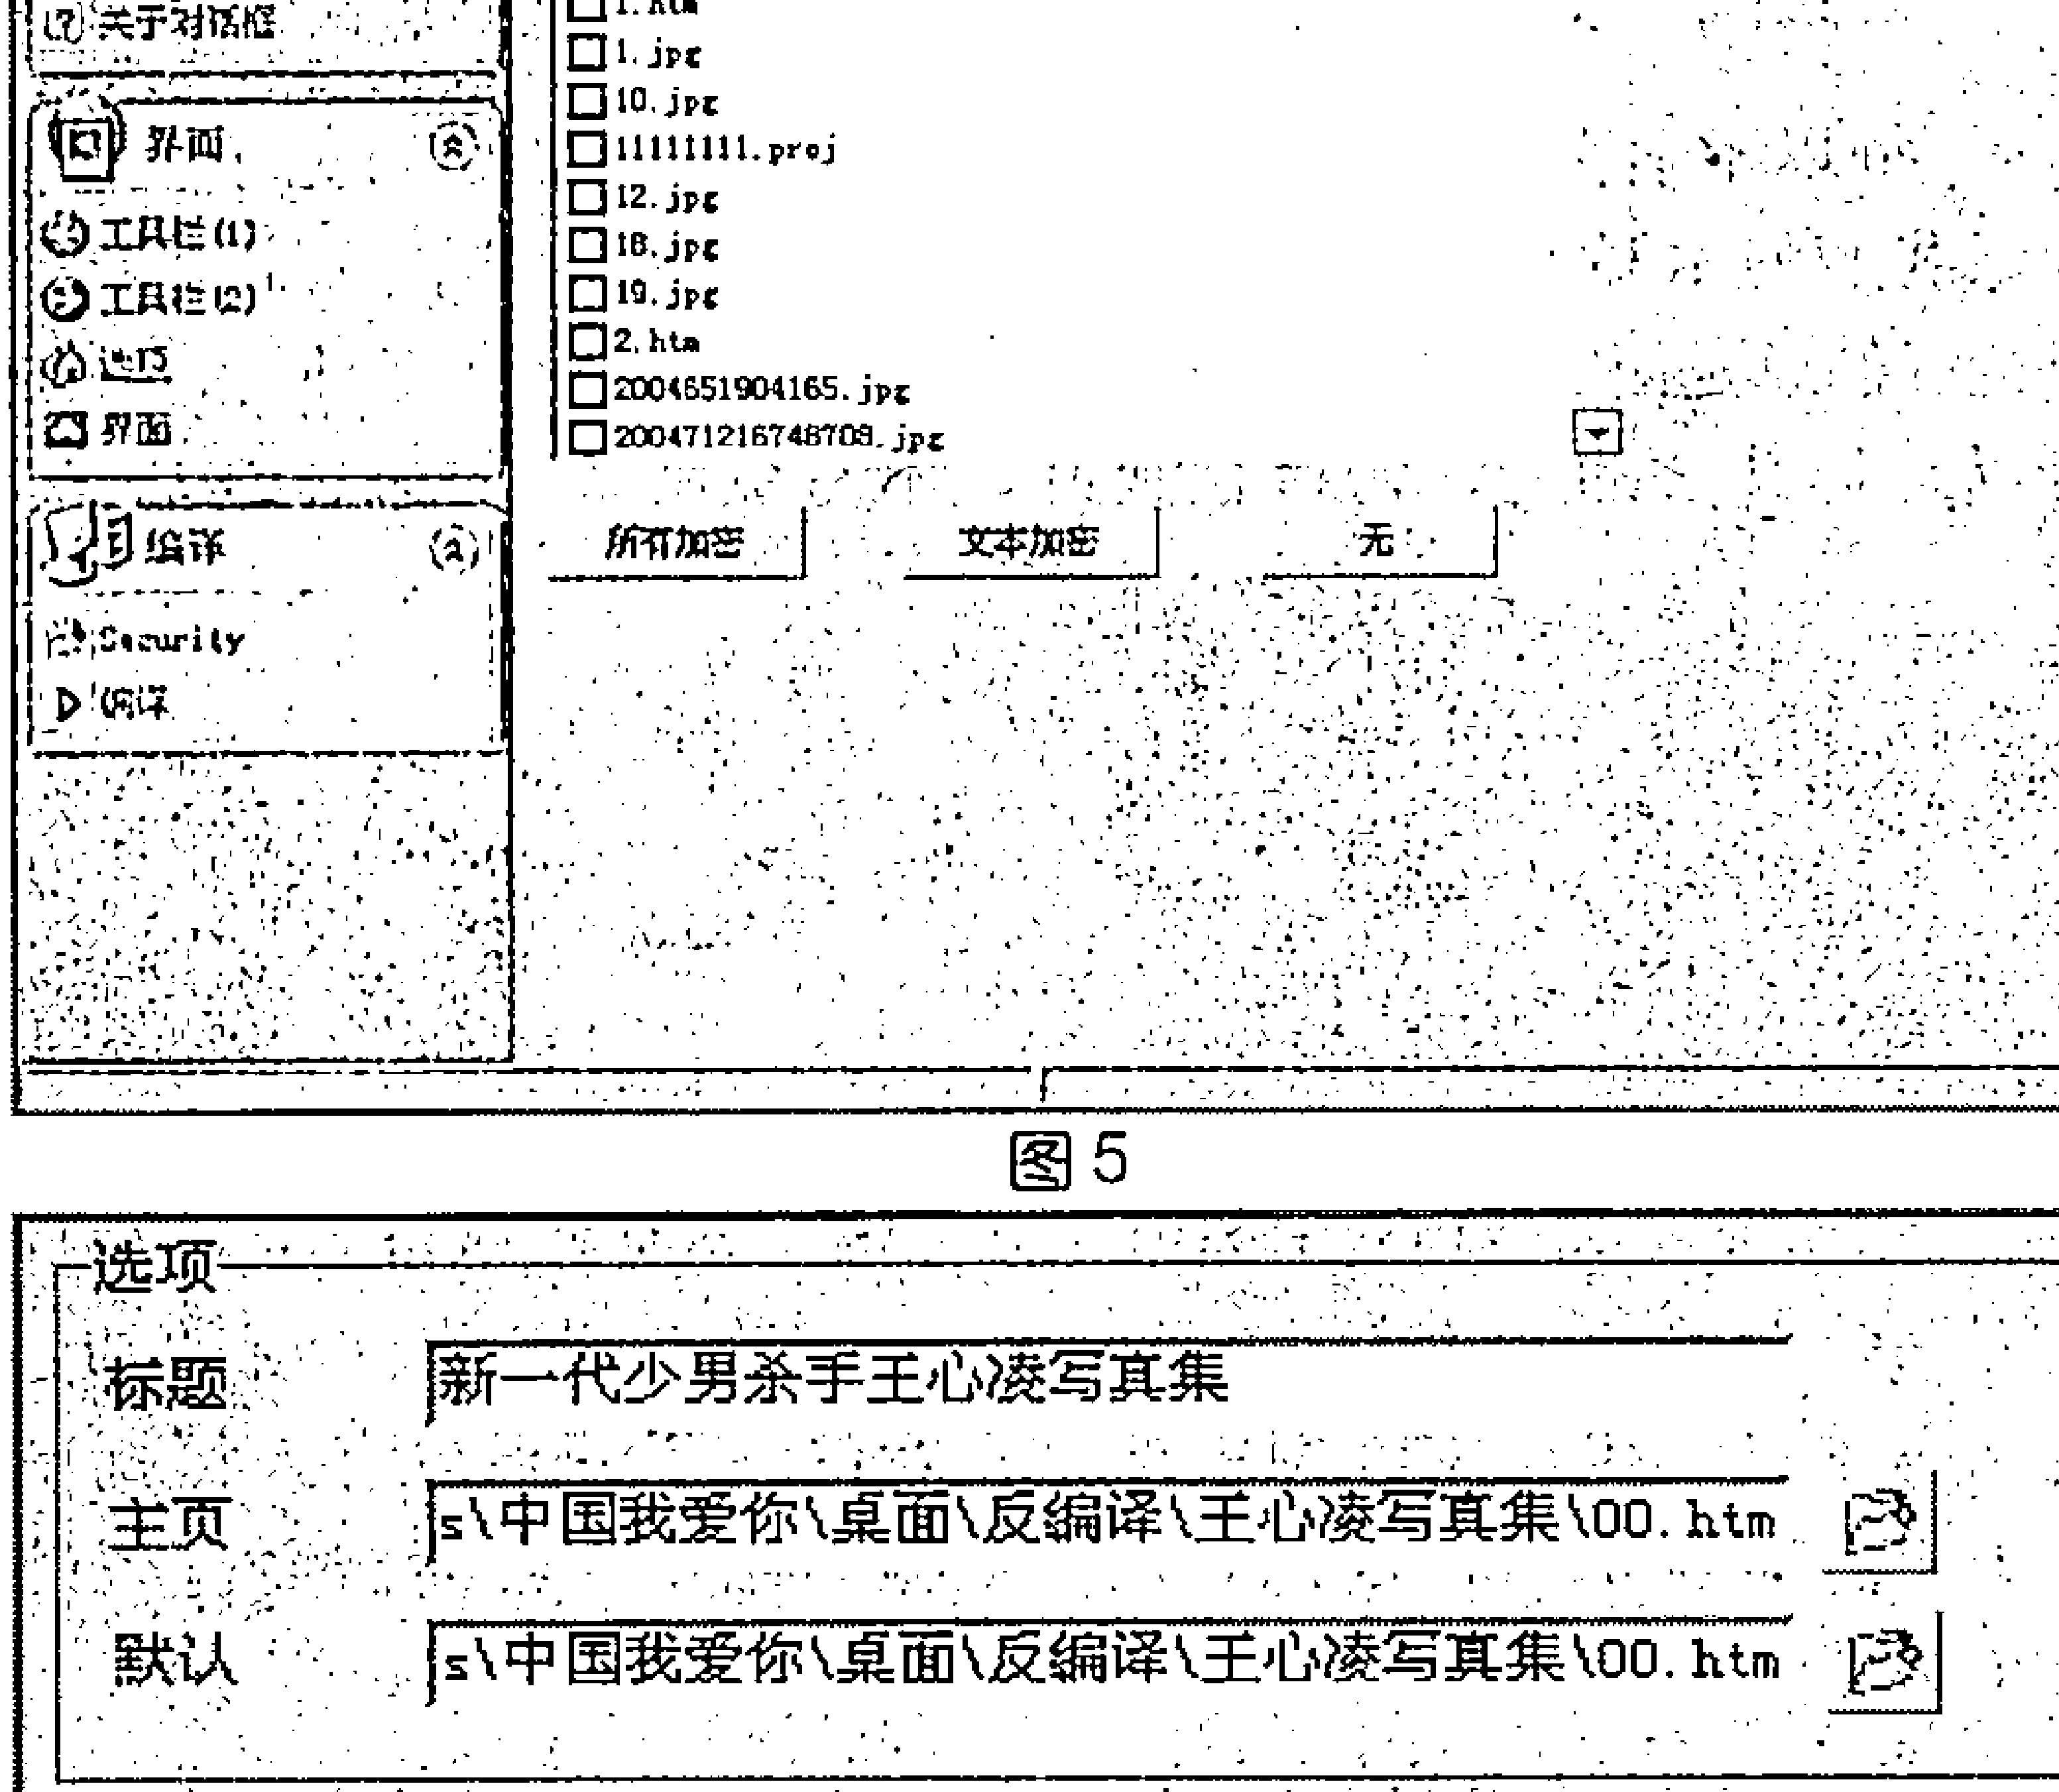 关于对话框
1.htm
1.jpg
10.jpg
界面
11111111.proj
12.jpg
工具栏(1)
18.jpg
工具栏(2)
19.jpg
2.htm
2004651904165.jpg
界面
200471216748709.jpg
所有加密
文本加密
无
编译
Security
编译
图 5
选项
标题
新一代少男杀手王心凌写真集
主页
s\中国我爱你\桌面\反编译\王心凌写真集\00.htm
默认
s\中国我爱你\桌面\反编译\王心凌写真集\00.htm